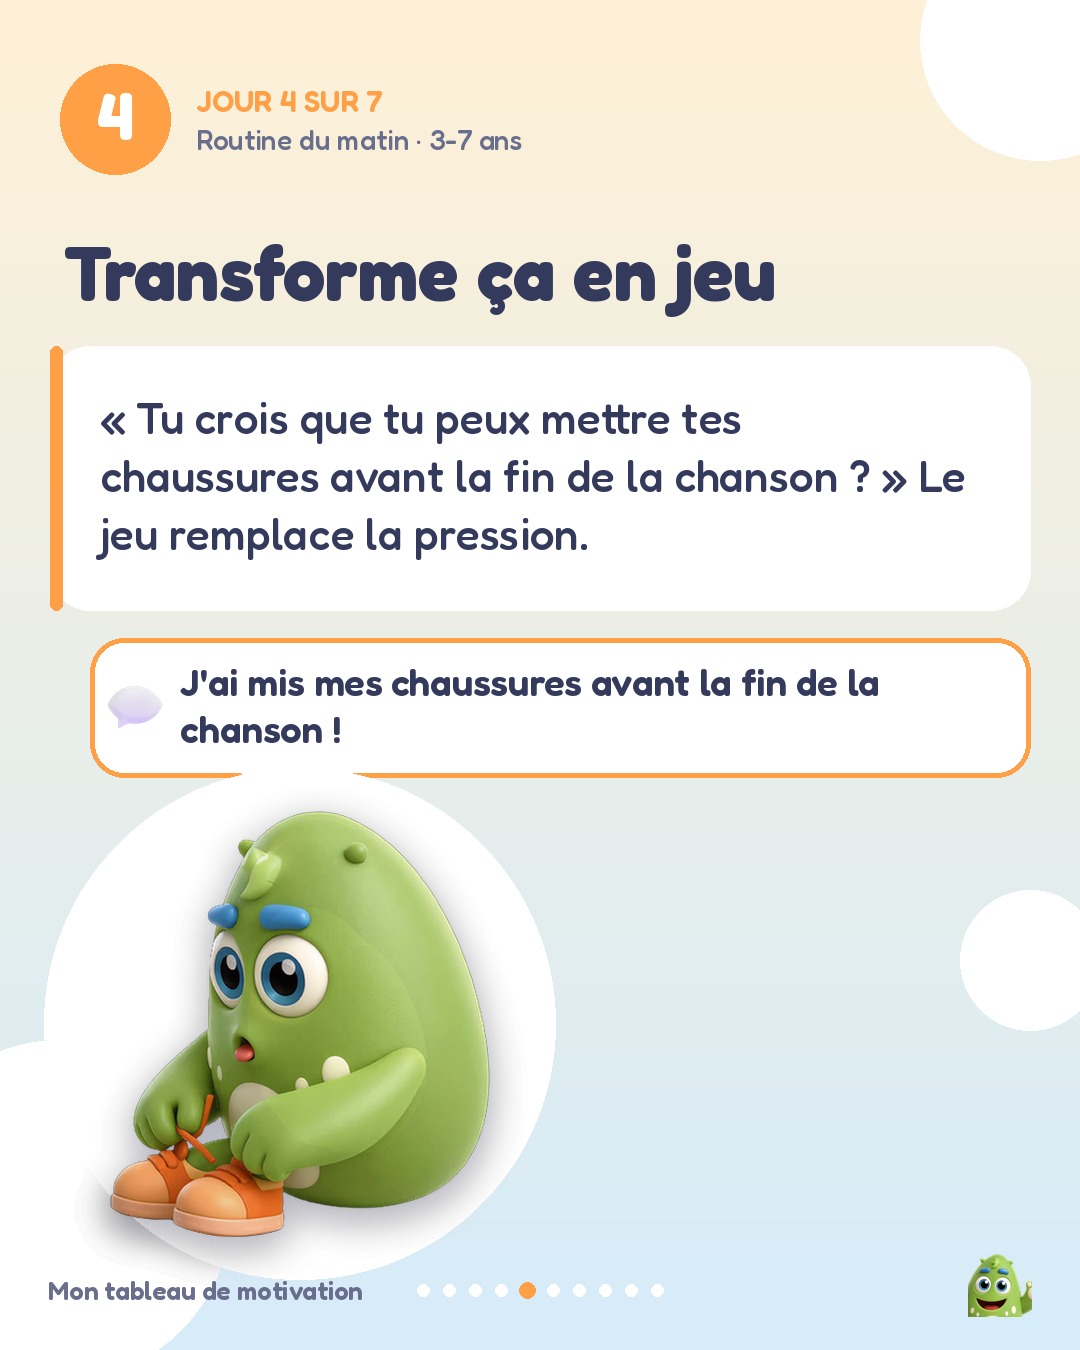 4
JOUR 4 SUR 7
Routine du matin · 3-7 ans
Transforme ça en jeu
« Tu crois que tu peux mettre tes
chaussures avant la fin de la chanson ? » Le
jeu remplace la pression.
J'ai mis mes chaussures avant la fin de la
chanson !
Mon tableau de motivation